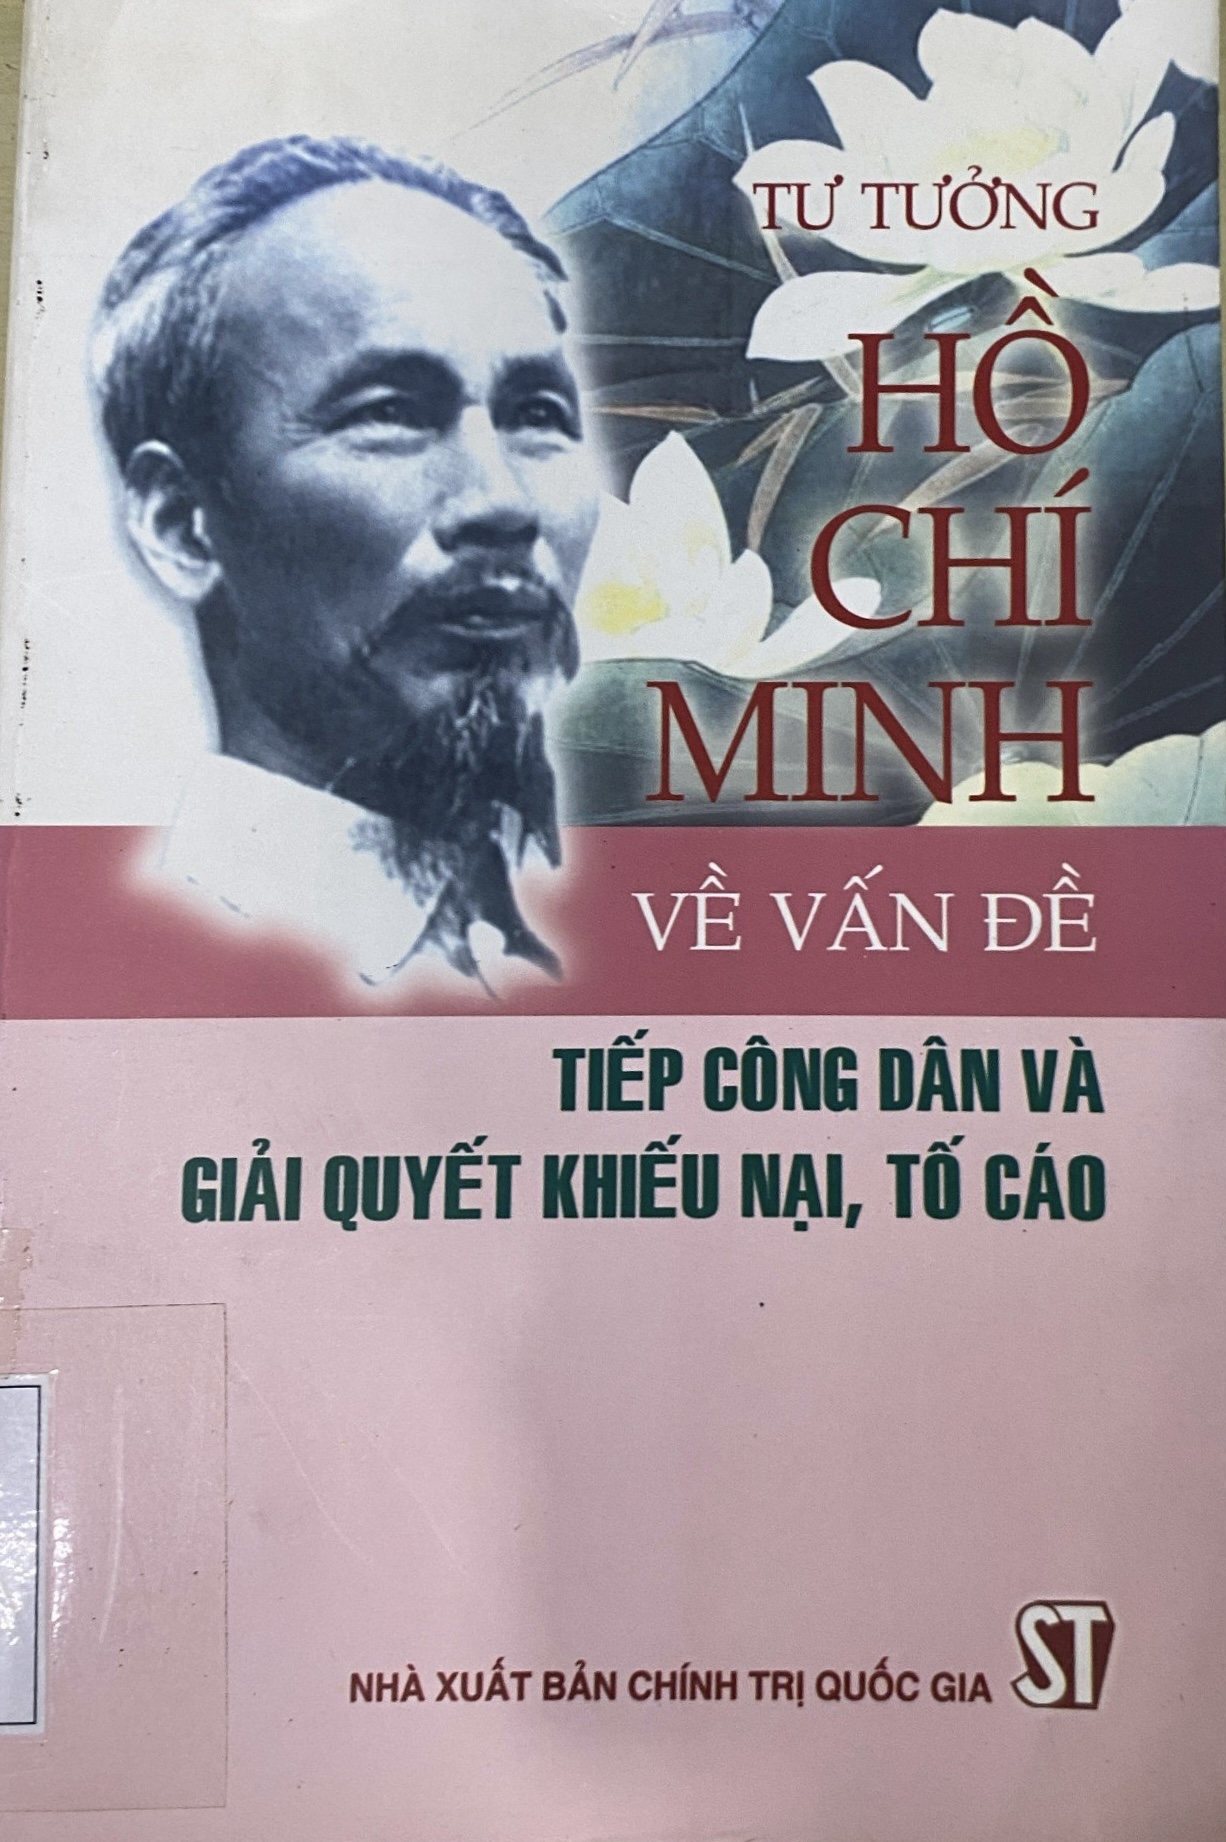 TƯ TƯỞNG
HỒ
CHÍ
MINH
VỀ VẤN ĐỀ
TIẾP CÔNG DÂN VÀ
GIẢI QUYẾT KHIẾU NẠI, TỐ CÁO
NHÀ XUẤT BẢN CHÍNH TRỊ QUỐC GIA ST